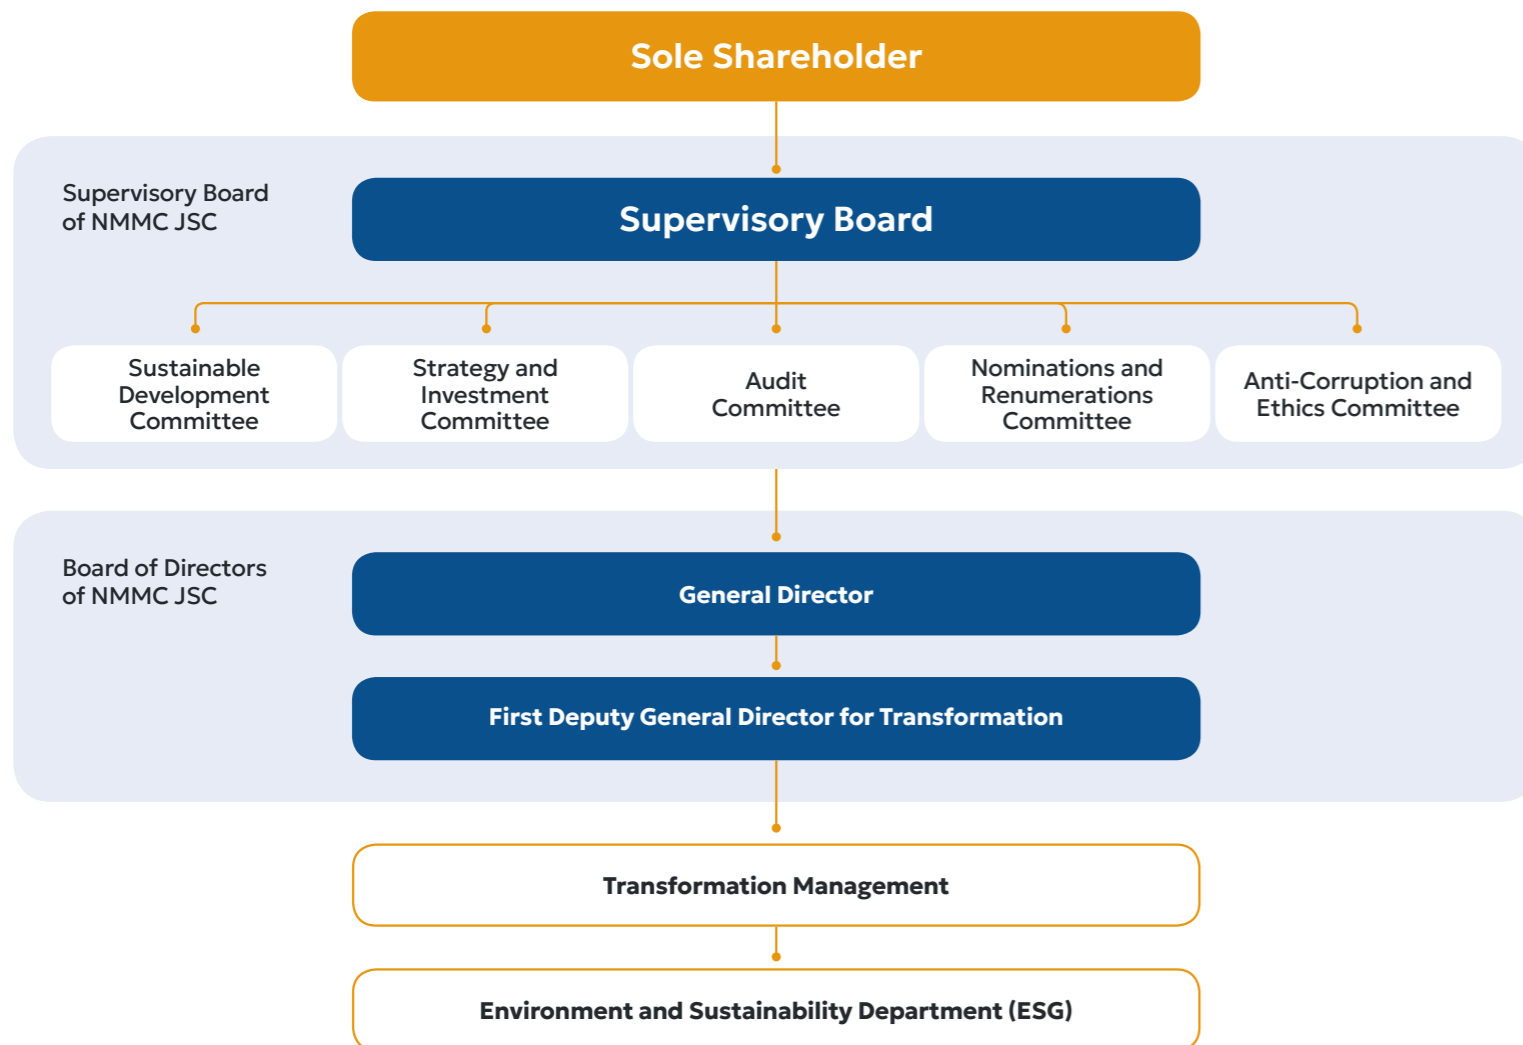 Sole Shareholder
Supervisory Board
of NMMC JSC
Supervisory Board
Sustainable
Development
Committee
Strategy and
Investment
Committee
Audit
Committee
Nominations and
Renumerations
Committee
Anti-Corruption and
Ethics Committee
Board of Directors
of NMMC JSC
General Director
First Deputy General Director for Transformation
Transformation Management
Environment and Sustainability Department (ESG)